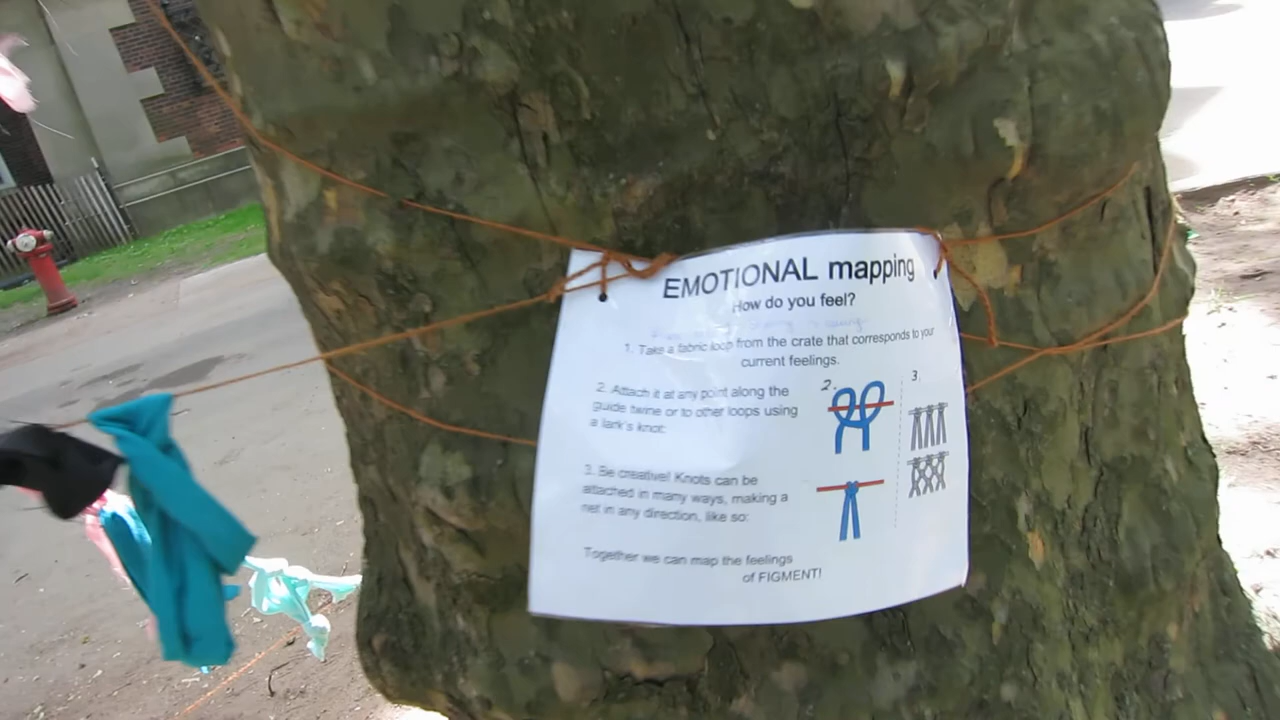 EMOTIONAL mapping
How do you feel?
1. Take a fabric loop from the crate that corresponds to your
current feelings.
2. Attach it at any point along the
guide twine or to other loops using
a lark's knot:
2.
3.
3. Be creative! Knots can be
attached in many ways, making a
net in any direction, like so:
Together we can map the feelings
of FIGMENT!